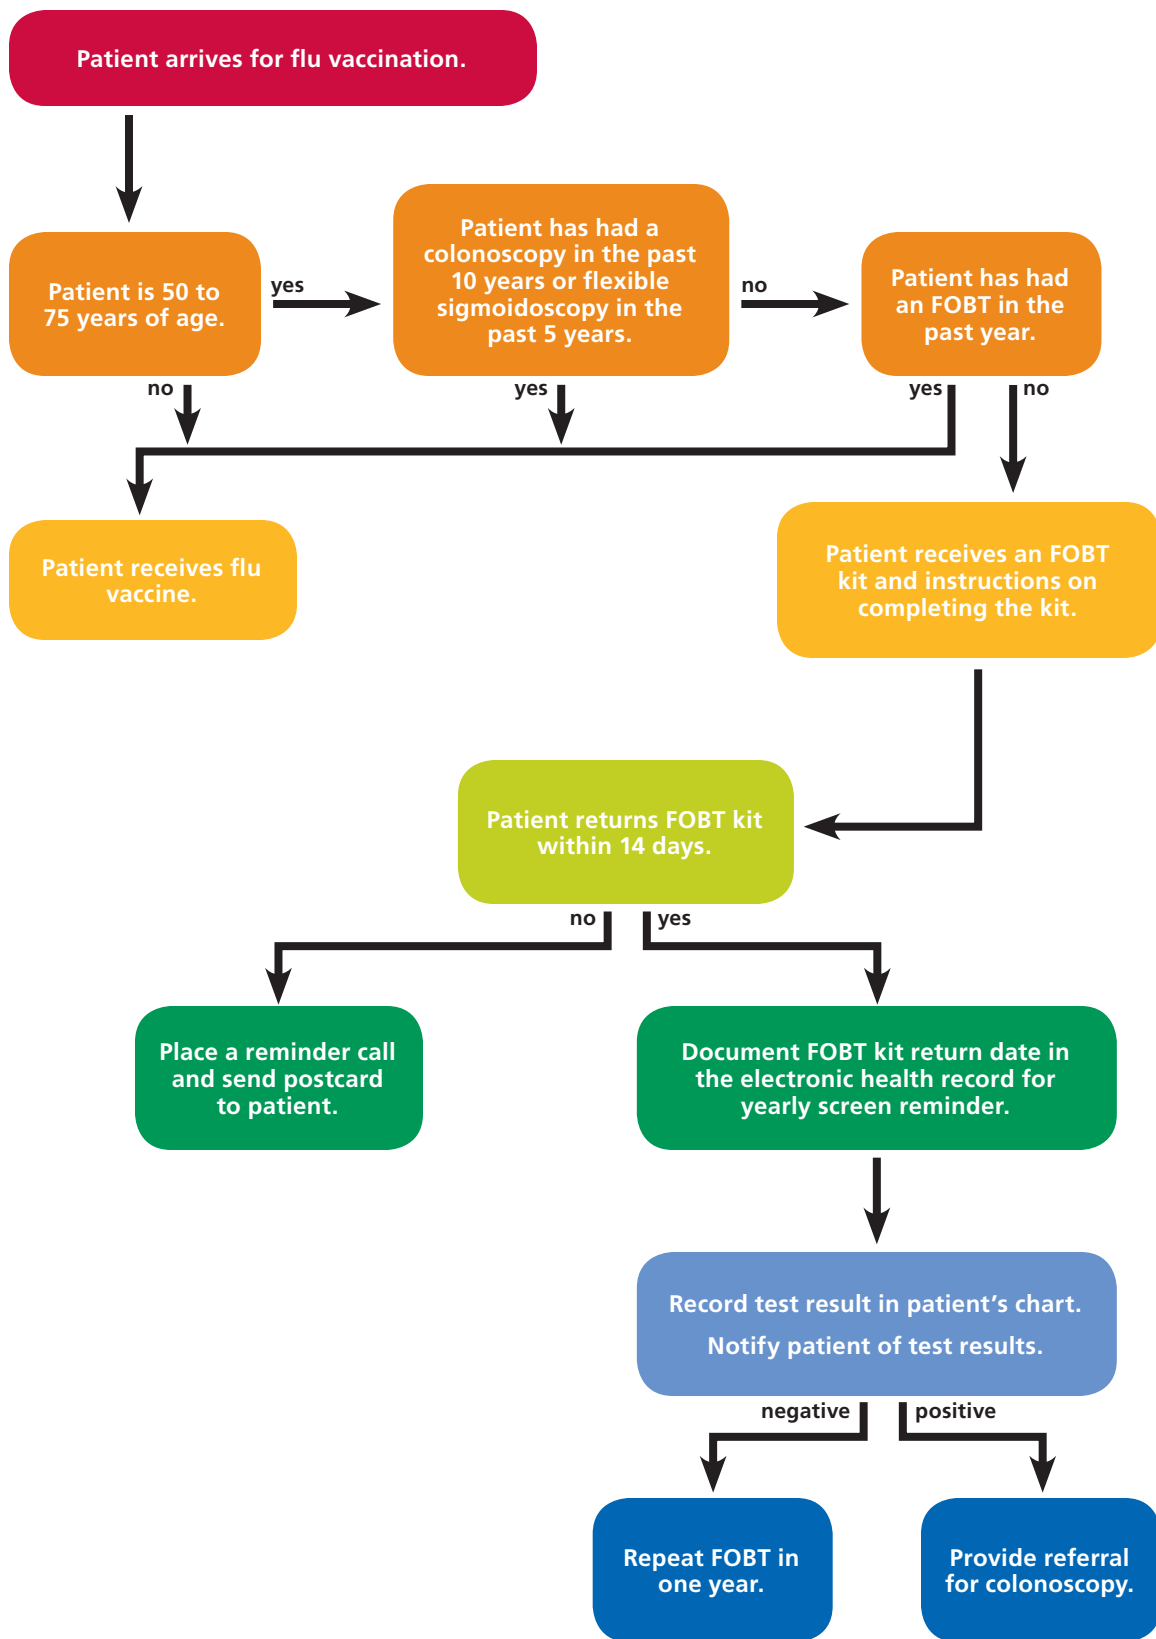 Patient arrives for flu vaccination.
Patient is 50 to
75 years of age.
yes
Patient has had a
colonoscopy in the past
10 years or flexible
sigmoidoscopy in the
past 5 years.
no
Patient has had
an FOBT in the
past year.
no
yes
yes
no
Patient receives flu
vaccine.
Patient receives an FOBT
kit and instructions on
completing the kit.
Patient returns FOBT kit
within 14 days.
no
yes
Place a reminder call
and send postcard
to patient.
Document FOBT kit return date in
the electronic health record for
yearly screen reminder.
Record test result in patient’s chart.
Notify patient of test results.
negative
positive
Repeat FOBT in
one year.
Provide referral
for colonoscopy.